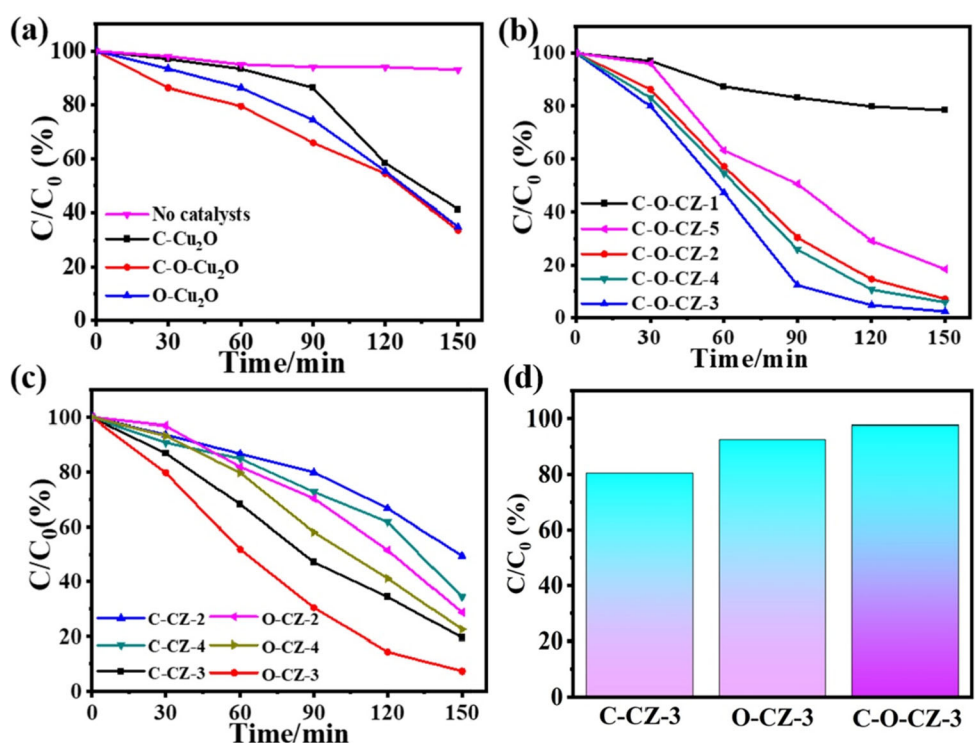 (a)
C/C₀ (%)
100
80
60
40
20
0
No catalysts
C-Cu₂O
C-O-Cu₂O
O-Cu₂O
0 30 60 90 120 150
Time/min
(b)
C/C₀ (%)
100
80
60
40
20
0
C-O-CZ-1
C-O-CZ-5
C-O-CZ-2
C-O-CZ-4
C-O-CZ-3
0 30 60 90 120 150
Time/min
(c)
C/C₀(%)
100
80
60
40
20
0
C-CZ-2 O-CZ-2
C-CZ-4 O-CZ-4
C-CZ-3 O-CZ-3
0 30 60 90 120 150
Time/min
(d)
C/C₀ (%)
100
80
60
40
20
0
C-CZ-3 O-CZ-3 C-O-CZ-3